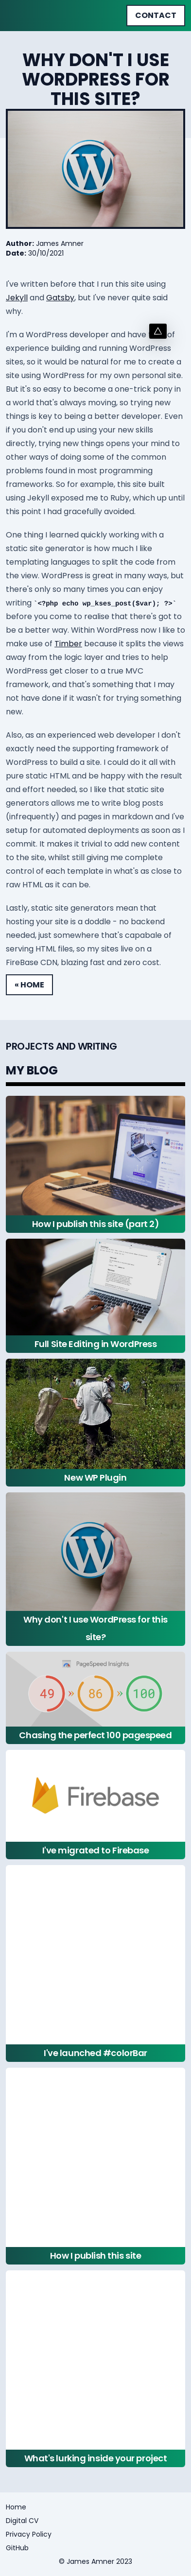 CONTACT
WHY DON'T I USE
WORDPRESS FOR
THIS SITE?
Author: James Amner
Date: 30/10/2021
I've written before that I run this site using
Jekyll and Gatsby, but I've never quite said
why.
I'm a WordPress developer and have of
experience building and running WordPress
sites, so it would be natural for me to create a
site using WordPress for my own personal site.
But it's so easy to become a one-trick pony in
a world that's always moving, so trying new
things is key to being a better developer. Even
if you don't end up using your new skills
directly, trying new things opens your mind to
other ways of doing some of the common
problems found in most programming
frameworks. So for example, this site built
using Jekyll exposed me to Ruby, which up until
this point I had gracefully avoided.
One thing I learned quickly working with a
static site generator is how much I like
templating languages to split the code from
the view. WordPress is great in many ways, but
there's only so many times you can enjoy
writing `<?php echo wp_kses_post($var); ?>`
before you come to realise that there's got to
be a better way. Within WordPress now I like to
make use of Timber because it splits the views
away from the logic layer and tries to help
WordPress get closer to a true MVC
framework, and that's something that I may
not have done if it wasn't for trying something
new.
Also, as an experienced web developer I don't
exactly need the supporting framework of
WordPress to build a site. I could do it all with
pure static HTML and be happy with the result
and effort needed, so I like that static site
generators allows me to write blog posts
(infrequently) and pages in markdown and I've
setup for automated deployments as soon as I
commit. It makes it trivial to add new content
to the site, whilst still giving me complete
control of each template in what's as close to
raw HTML as it can be.
Lastly, static site generators mean that
hosting your site is a doddle - no backend
needed, just somewhere that's capable of
serving HTML files, so my sites live on a
FireBase CDN, blazing fast and zero cost.
« HOME
PROJECTS AND WRITING
MY BLOG
How I publish this site (part 2)
Full Site Editing in WordPress
New WP Plugin
Why don't I use WordPress for this
site?
PageSpeed Insights
49 » 86 » 100
Chasing the perfect 100 pagespeed
Firebase
I've migrated to Firebase
I've launched #colorBar
How I publish this site
What's lurking inside your project
Home
Digital CV
Privacy Policy
GitHub
© James Amner 2023